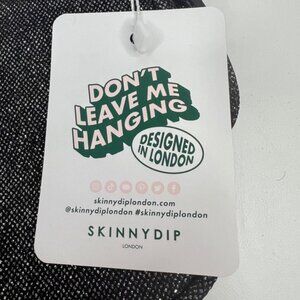 DON'T
LEAVE ME
HANGING
DESIGNED
IN LONDON
skinnydiplondon.com
@skinnydiplondon #skinnydiplondon
SKINNYDIP
LONDON